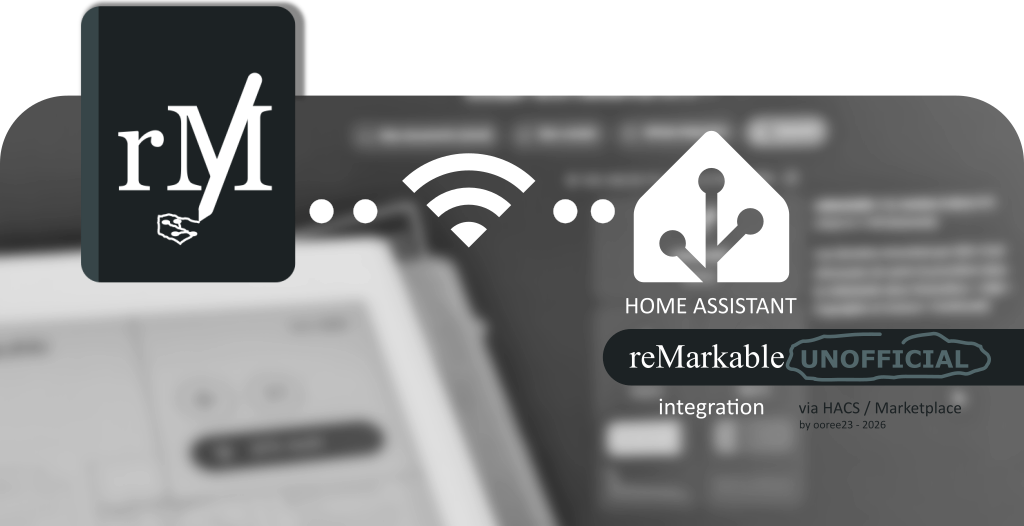 rM
HOME ASSISTANT
reMarkable UNOFFICIAL
integration
via HACS / Marketplace
by ooree23 - 2026